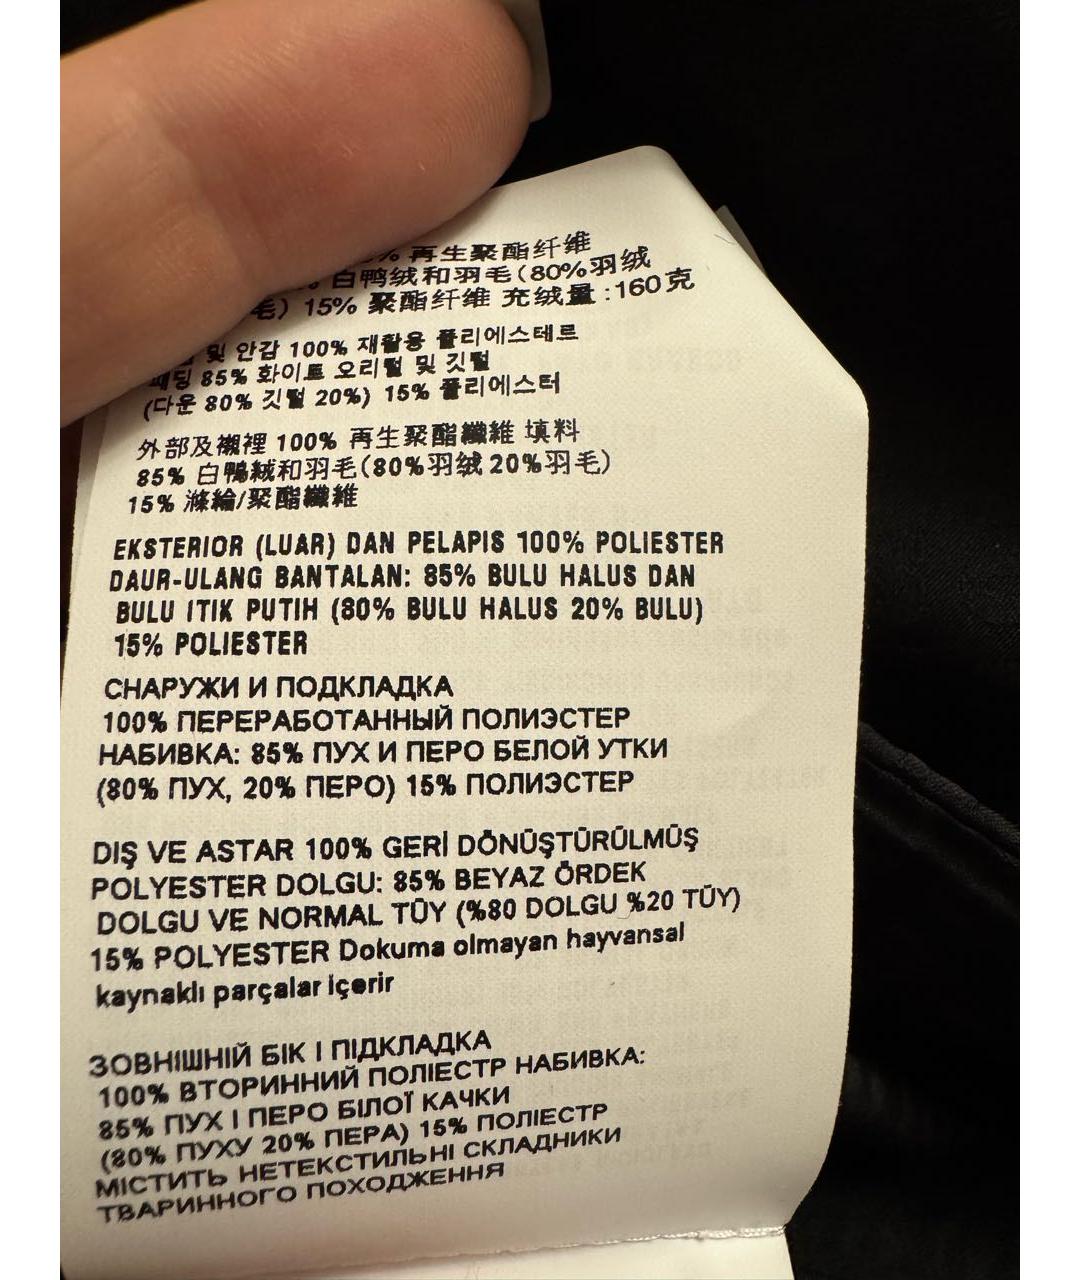 % 再生聚酯纤维
% 白鸭绒和羽毛(80%羽绒
毛) 15% 聚酯纤维 充绒量:160克
및 안감 100% 재활용 폴리에스테르
패딩 85% 화이트 오리털 및 깃털
(다운 80% 깃털 20%) 15% 폴리에스터
外部及襯裡 100% 再生聚酯纖維 填料
85% 白鴨絨和羽毛(80%羽绒 20%羽毛)
15% 滌綸/聚酯纖維
EKSTERIOR (LUAR) DAN PELAPIS 100% POLIESTER
DAUR-ULANG BANTALAN: 85% BULU HALUS DAN
BULU ITIK PUTIH (80% BULU HALUS 20% BULU)
15% POLIESTER
СНАРУЖИ И ПОДКЛАДКА
100% ПЕРЕРАБОТАННЫЙ ПОЛИЭСТЕР
НАБИВКА: 85% ПУХ И ПЕРО БЕЛОЙ УТКИ
(80% ПУХ, 20% ПЕРО) 15% ПОЛИЭСТЕР
DIŞ VE ASTAR 100% GERİ DÖNÜŞTÜRÜLMÜŞ
POLYESTER DOLGU: 85% BEYAZ ÖRDEK
DOLGU VE NORMAL TÜY (%80 DOLGU %20 TÜY)
15% POLYESTER Dokuma olmayan hayvansal
kaynaklı parçalar içerir
ЗОВНІШНІЙ БІК І ПІДКЛАДКА
100% ВТОРИННИЙ ПОЛІЕСТР НАБИВКА:
85% ПУХ І ПЕРО БІЛОЇ КАЧКИ
(80% ПУХУ 20% ПЕРА) 15% ПОЛІЕСТР
МІСТИТЬ НЕТЕКСТИЛЬНІ СКЛАДНИКИ
ТВАРИННОГО ПОХОДЖЕННЯ